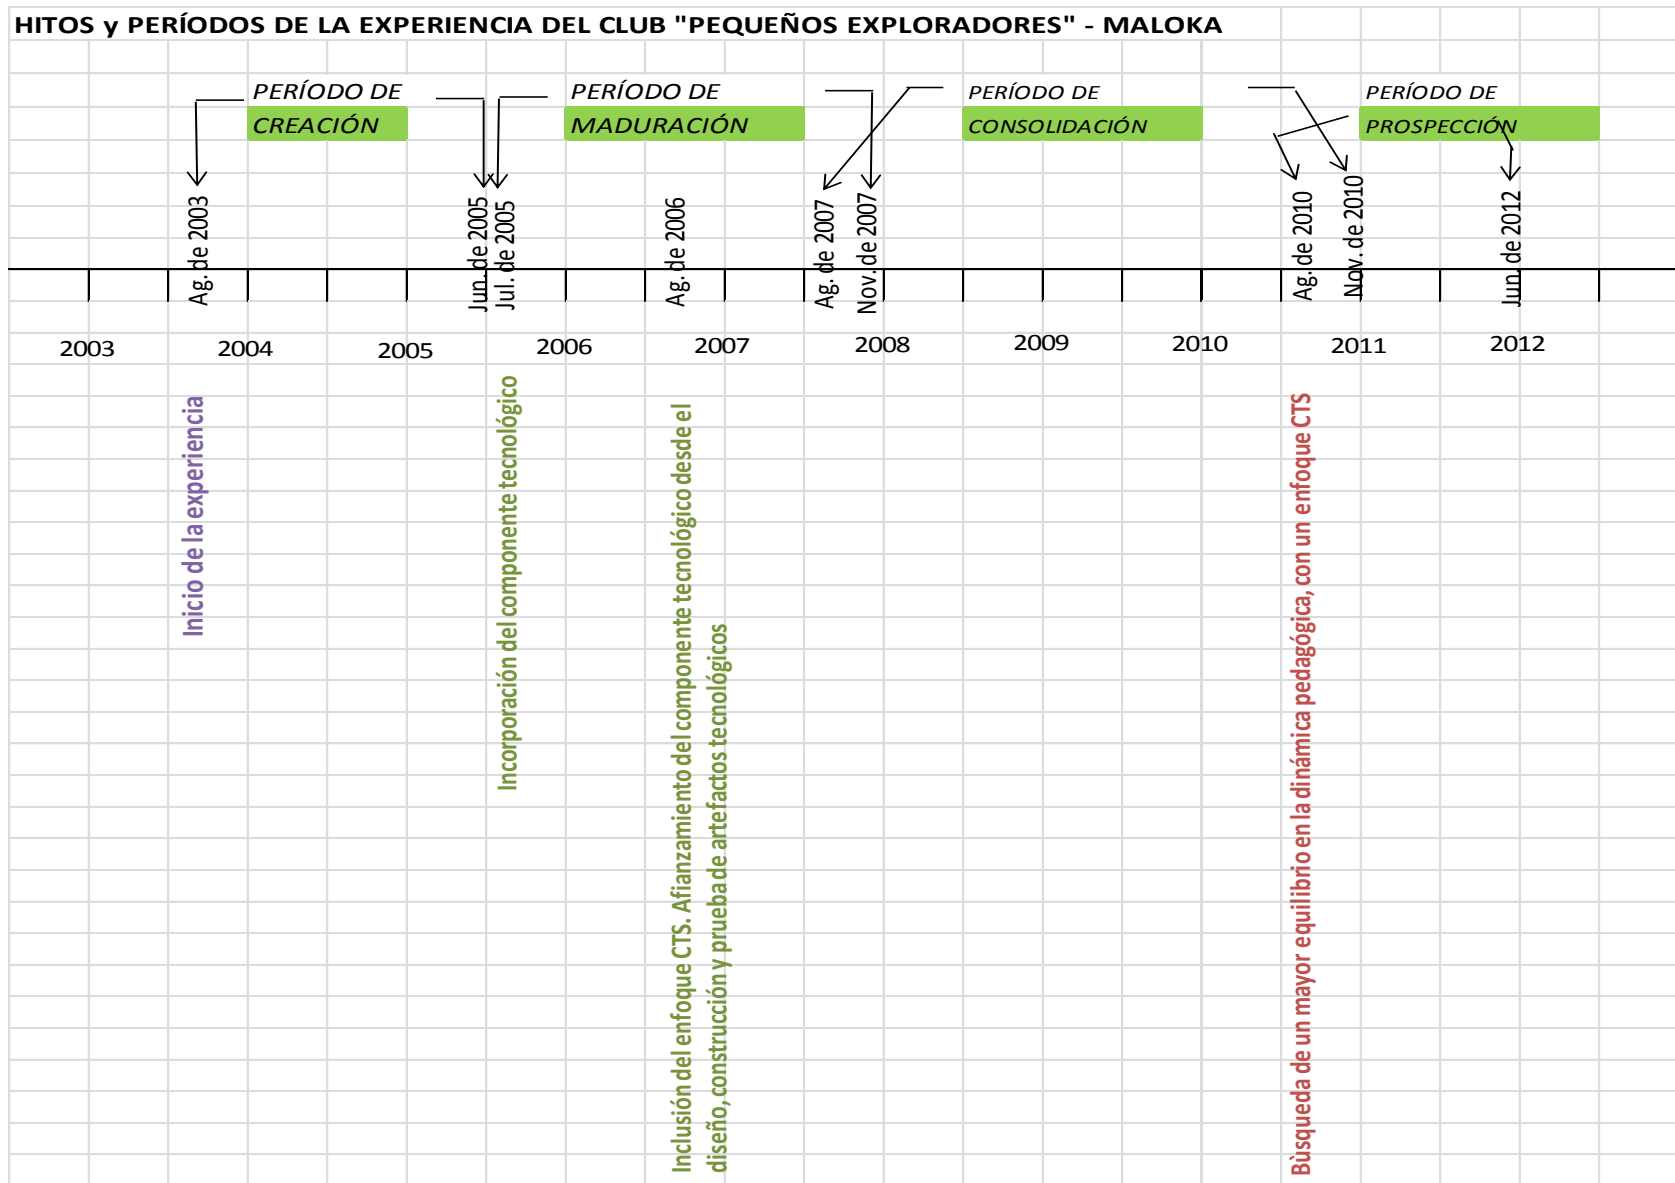 HITOS y PERÍODOS DE LA EXPERIENCIA DEL CLUB "PEQUEÑOS EXPLORADORES" - MALOKA
PERÍODO DE
CREACIÓN
PERÍODO DE
MADURACIÓN
PERÍODO DE
CONSOLIDACIÓN
PERÍODO DE
PROSPECCIÓN
Ag. de 2003
Jun. de 2005
Jul. de 2005
Ag. de 2006
Ag. de 2007
Nov. de 2007
Ag. de 2010
Nov. de 2010
Jun. de 2012
2003
2004
2005
2006
2007
2008
2009
2010
2011
2012
Inicio de la experiencia
Incorporación del componente tecnológico
Inclusión del enfoque CTS. Afianzamiento del componente tecnológico desde el
diseño, construcción y prueba de artefactos tecnológicos
Bùsqueda de un mayor equilibrio en la dinámica pedagógica, con un enfoque CTS